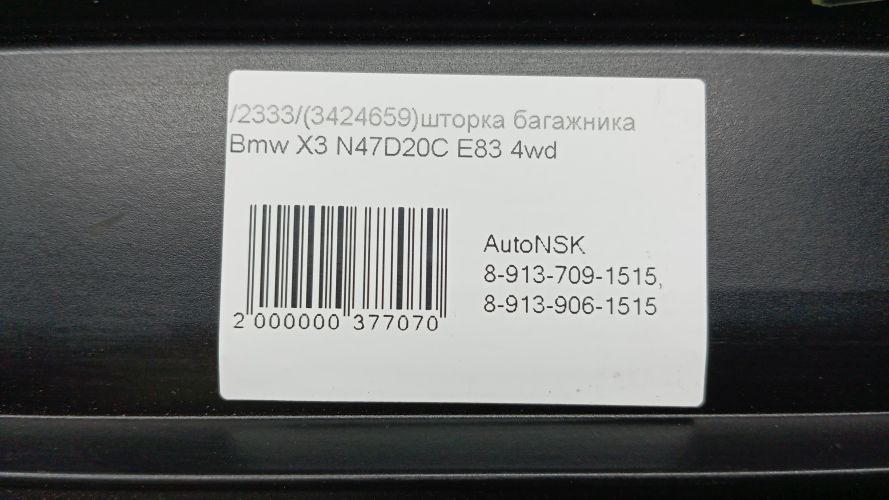 /2333/(3424659)шторка багажника
Bmw X3 N47D20C E83 4wd
AutoNSK
8-913-709-1515,
8-913-906-1515
2 000000 377070